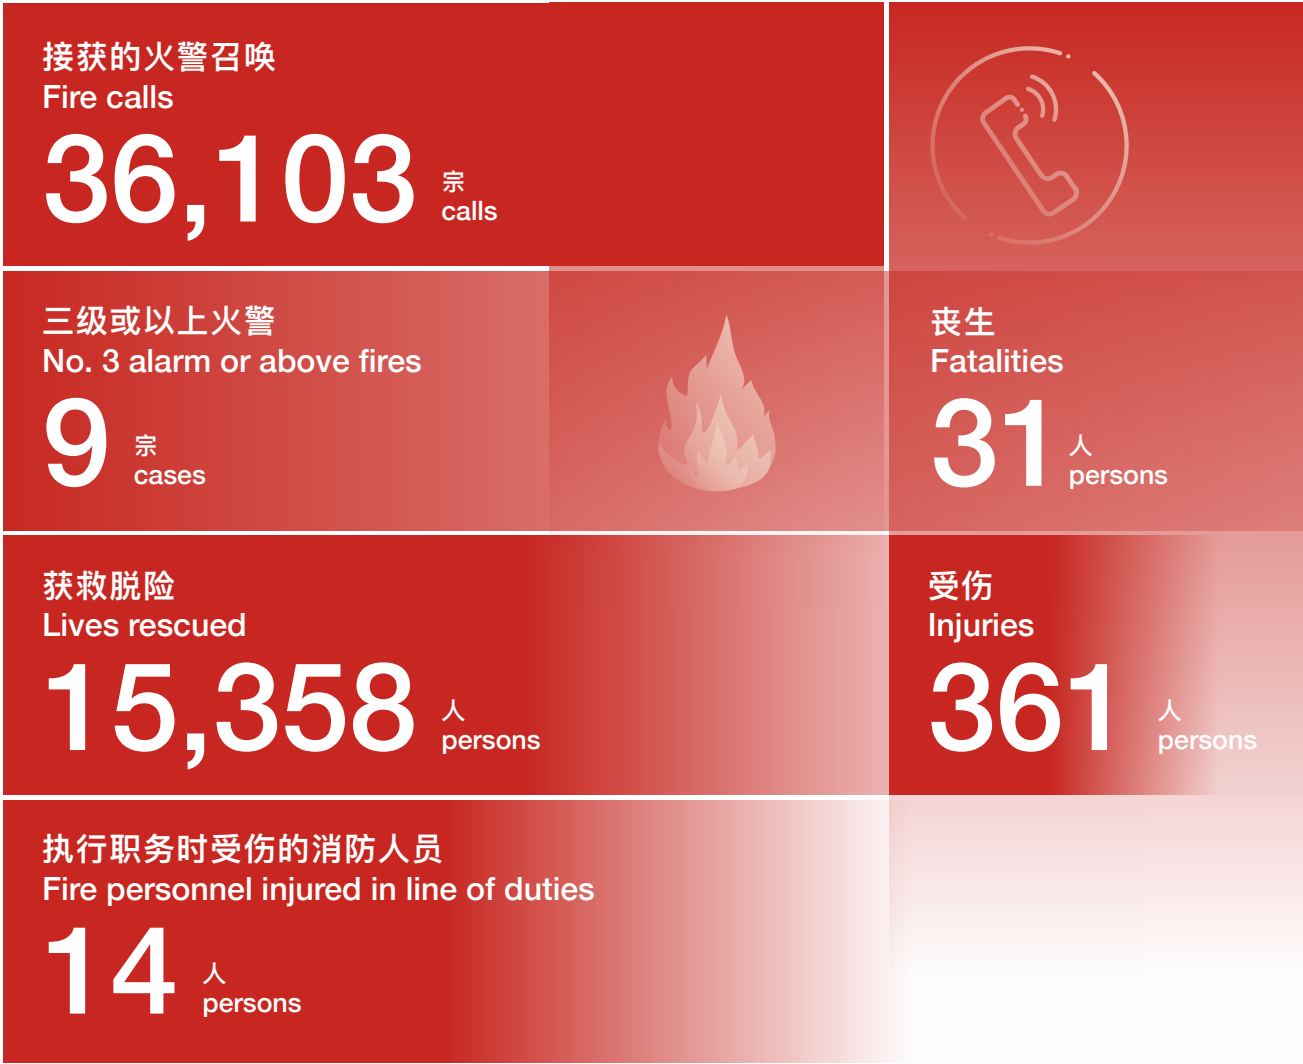 接获的火警召唤
Fire calls
36,103
宗
calls
三级或以上火警
No. 3 alarm or above fires
9
宗
cases
丧生
Fatalities
31
人
persons
获救脱险
Lives rescued
15,358
人
persons
受伤
Injuries
361
人
persons
执行职务时受伤的消防人员
Fire personnel injured in line of duties
14
人
persons